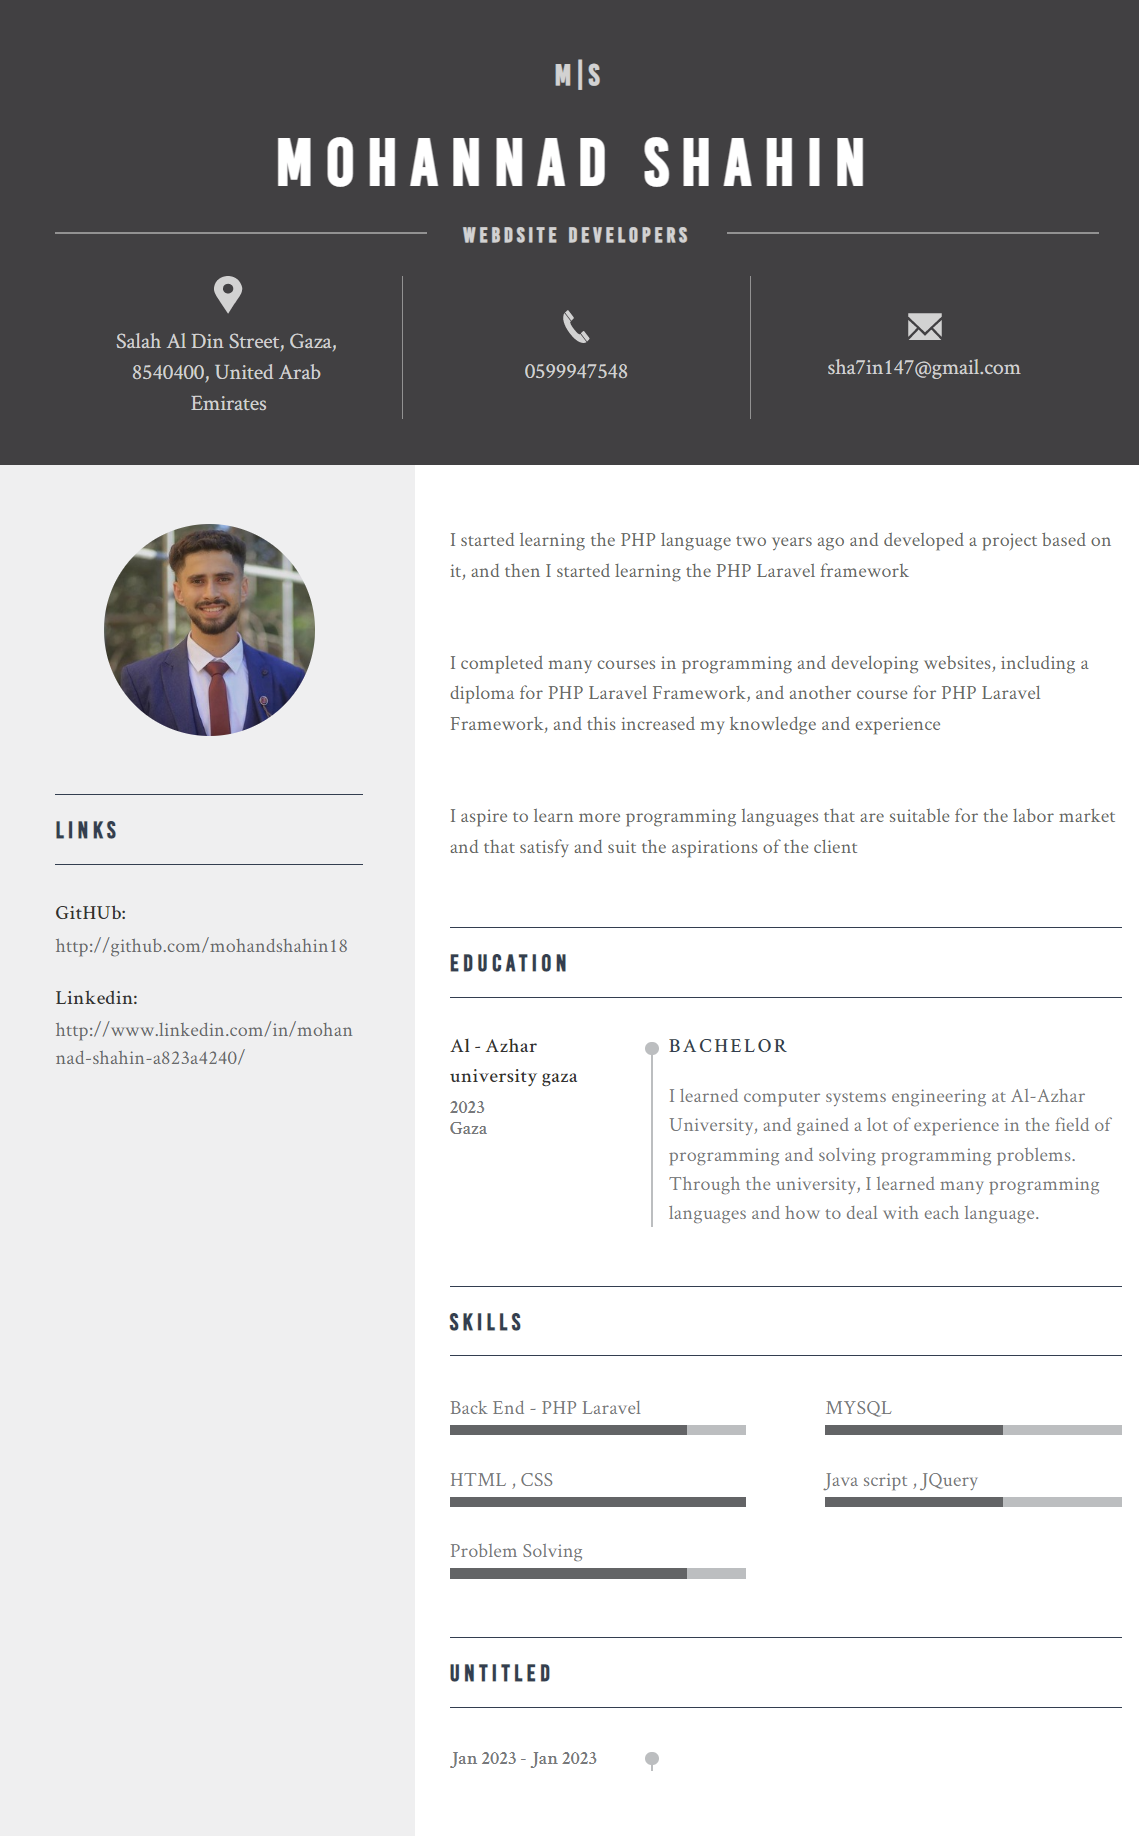 M|S
MOHANNAD SHAHIN
WEBDSITE DEVELOPERS
Salah Al Din Street, Gaza,
8540400, United Arab
Emirates
0599947548
sha7in147@gmail.com
LINKS
GitHUb:
http://github.com/mohandshahin18
Linkedin:
http://www.linkedin.com/in/mohan
nad-shahin-a823a4240/
I started learning the PHP language two years ago and developed a project based on
it, and then I started learning the PHP Laravel framework
I completed many courses in programming and developing websites, including a
diploma for PHP Laravel Framework, and another course for PHP Laravel
Framework, and this increased my knowledge and experience
I aspire to learn more programming languages that are suitable for the labor market
and that satisfy and suit the aspirations of the client
EDUCATION
Al - Azhar
university gaza
2023
Gaza
BACHELOR
I learned computer systems engineering at Al-Azhar
University, and gained a lot of experience in the field of
programming and solving programming problems.
Through the university, I learned many programming
languages and how to deal with each language.
SKILLS
Back End - PHP Laravel
MYSQL
HTML , CSS
Java script , JQuery
Problem Solving
UNTITLED
Jan 2023 - Jan 2023